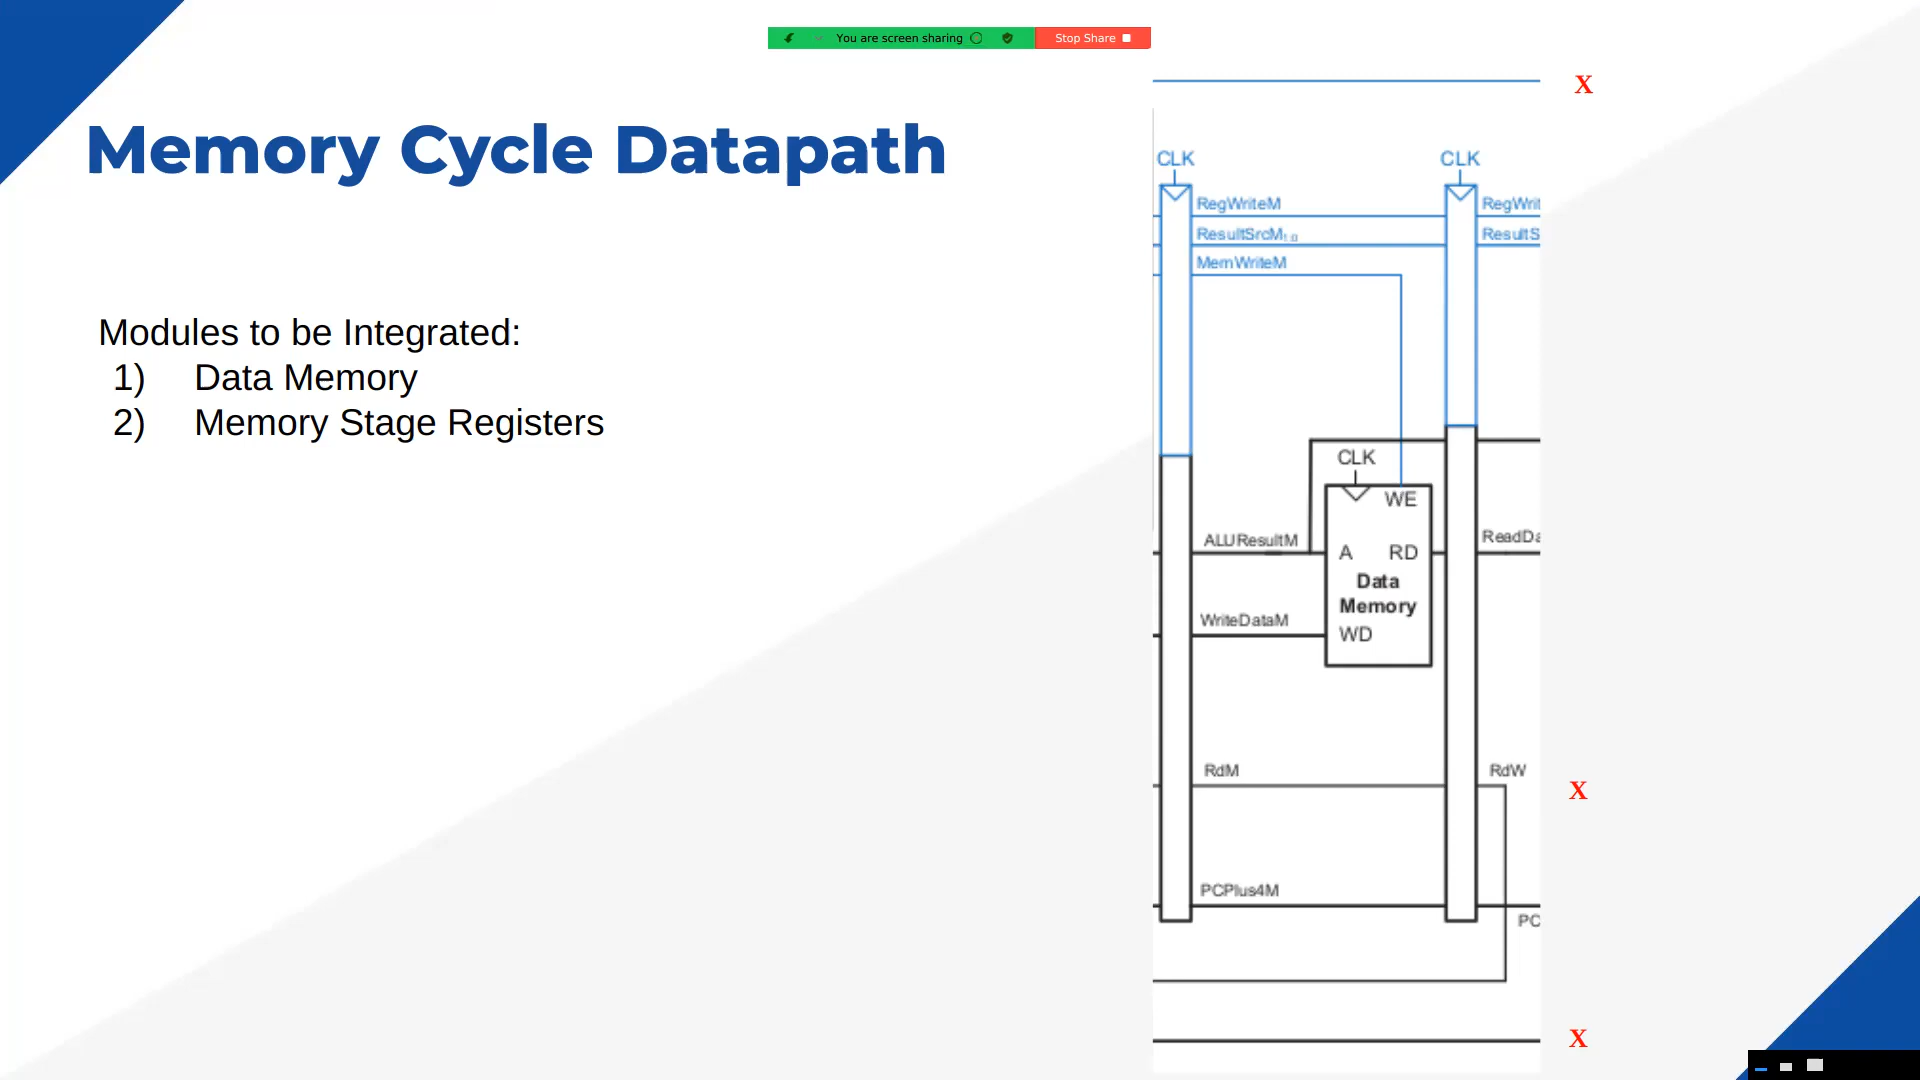 You are screen sharing
Stop Share
X
Memory Cycle Datapath
CLK
CLK
RegWriteM
RegWrit
ResultSrcM1:0
ResultS
MemWriteM
Modules to be Integrated:
1) Data Memory
2) Memory Stage Registers
CLK
WE
ALUResultM
ReadDa
A RD
Data
Memory
WriteDataM
WD
RdM
RdW
X
PCPlus4M
PC
X